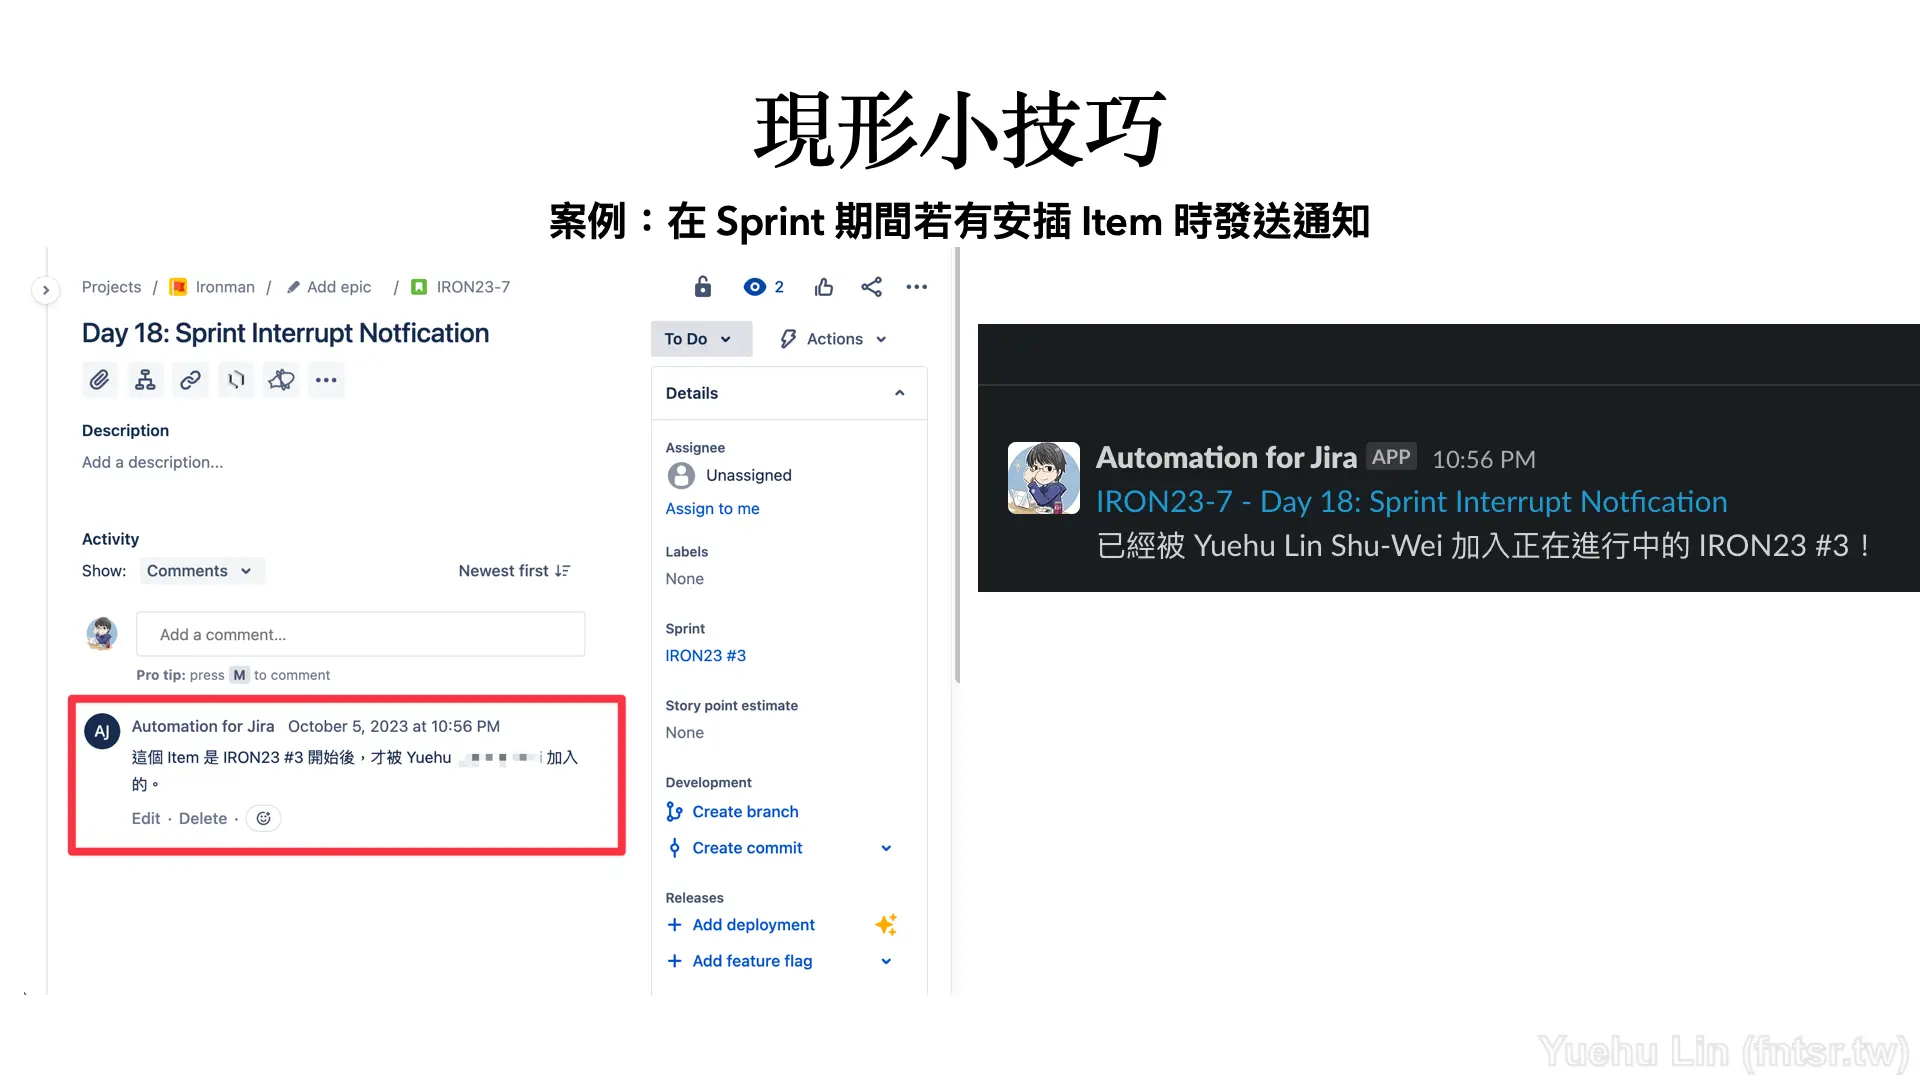 現形小技巧
案例：在 Sprint 期間若有安插 Item 時發送通知
Projects / Ironman / Add epic / IRON23-7
2
Day 18: Sprint Interrupt Notfication
Description
Add a description...
Activity
Show: Comments
Newest first
Add a comment...
Pro tip: press M to comment
AJ
Automation for Jira October 5, 2023 at 10:56 PM
這個 Item 是 IRON23 #3 開始後，才被 Yuehu 加入
的。
Edit · Delete ·
To Do
Actions
Details
Assignee
Unassigned
Assign to me
Labels
None
Sprint
IRON23 #3
Story point estimate
None
Development
Create branch
Create commit
Releases
Add deployment
Add feature flag
Automation for Jira APP 10:56 PM
IRON23-7 - Day 18: Sprint Interrupt Notfication
已經被 Yuehu Lin Shu-Wei 加入正在進行中的 IRON23 #3！
Yuehu Lin (fntsr.tw)